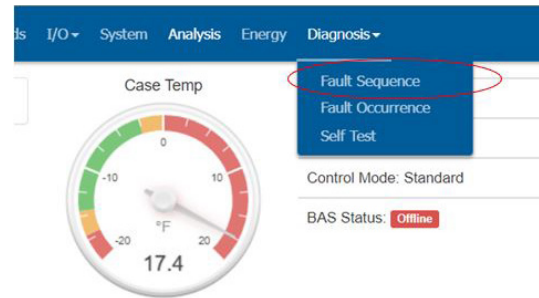 I/O System Analysis Energy Diagnosis
Fault Sequence
Fault Occurrence
Self Test
Case Temp
0
-10 10
-20 20
°F
17.4
Control Mode: Standard
BAS Status: Offline